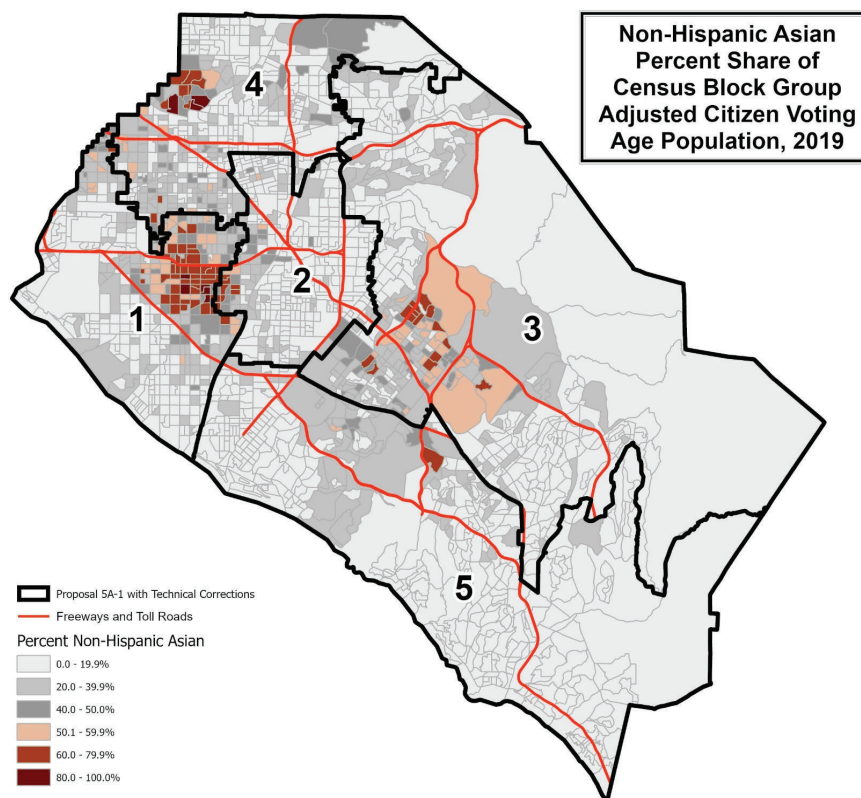 Non-Hispanic Asian
Percent Share of
Census Block Group
Adjusted Citizen Voting
Age Population, 2019
4
2
3
1
5
Proposal 5A-1 with Technical Corrections
Freeways and Toll Roads
Percent Non-Hispanic Asian
0.0 - 19.9%
20.0 - 39.9%
40.0 - 50.0%
50.1 - 59.9%
60.0 - 79.9%
80.0 - 100.0%